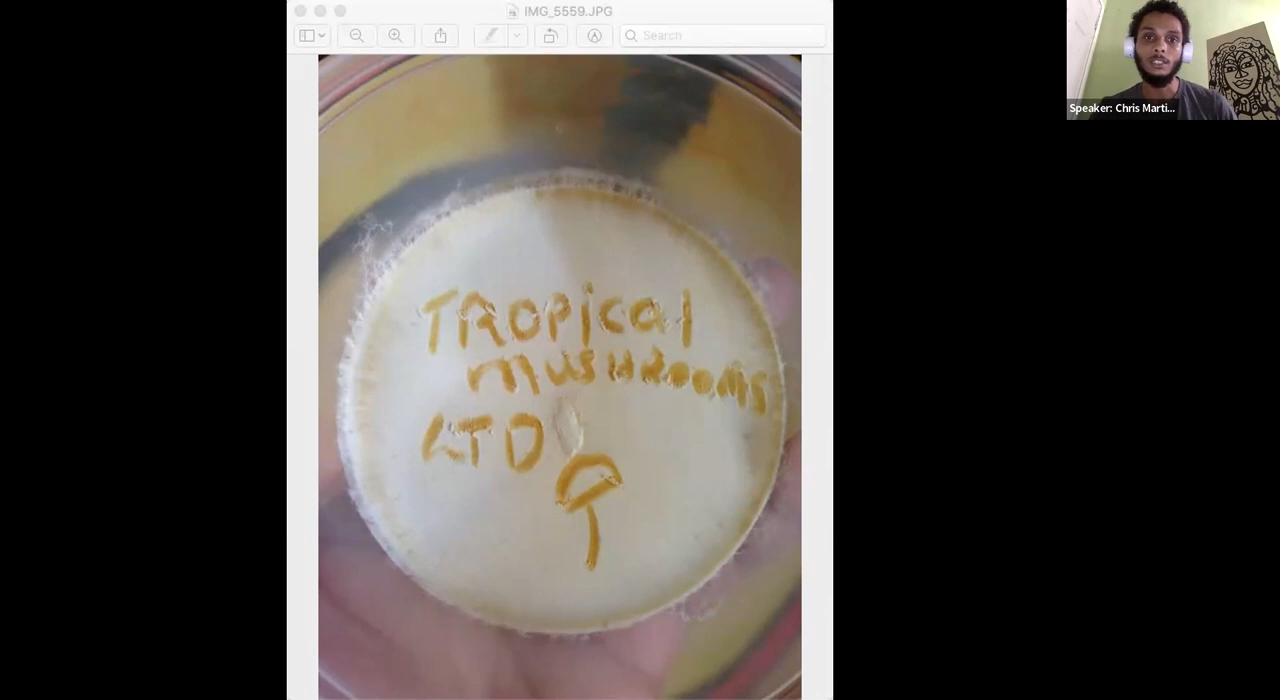 IMG_5559.JPG
Search
Speaker: Chris Marti...
TROPical
mUSHROOMS
LTD